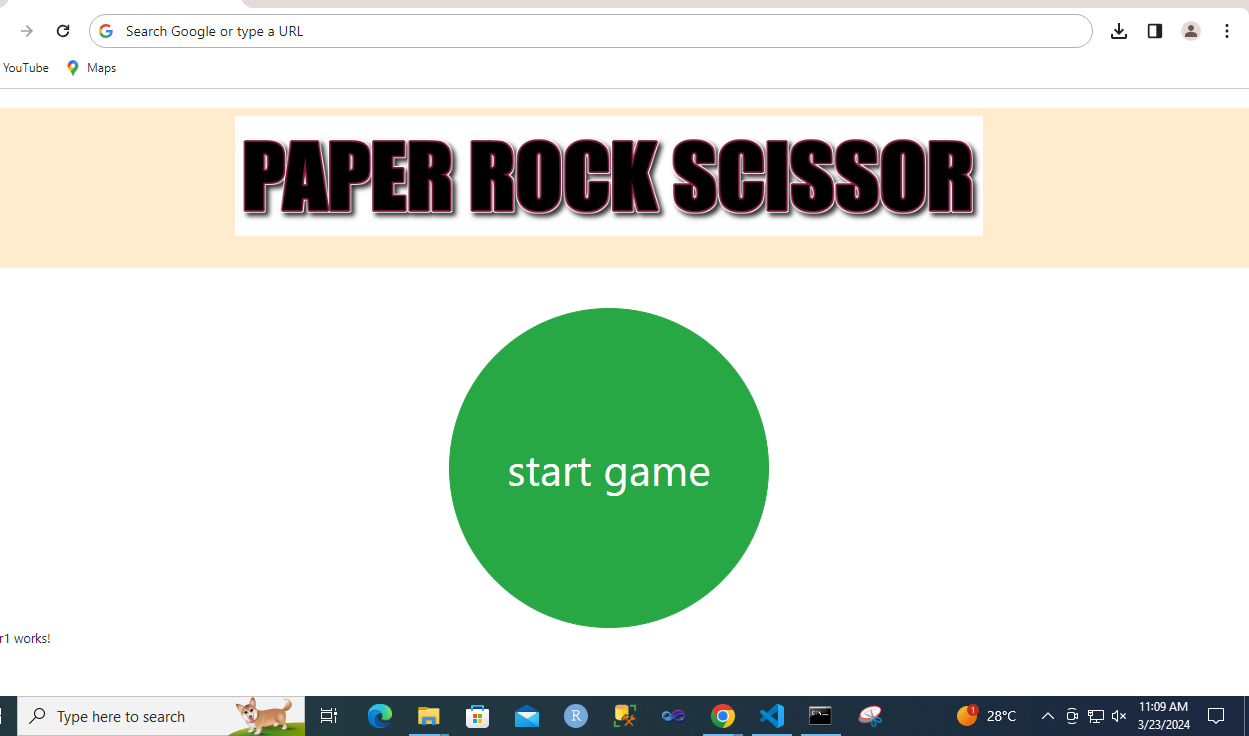 Search Google or type a URL
YouTube Maps
PAPER ROCK SCISSOR
start game
r1 works!
Type here to search
R
1
28°C
11:09 AM
3/23/2024